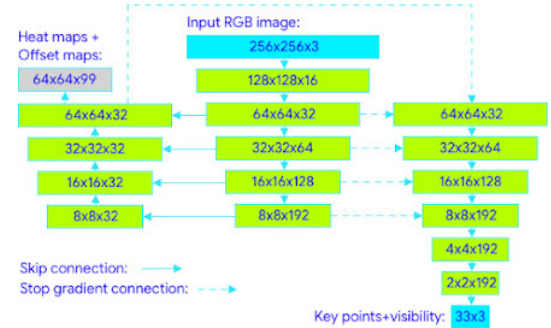 Heat maps +
Offset maps:
Input RGB image:
256x256x3
64x64x99
128x128x16
64x64x32
64x64x32
64x64x32
32x32x32
32x32x64
32x32x64
16x16x32
16x16x128
16x16x128
8x8x32
8x8x192
8x8x192
4x4x192
Skip connection:
2x2x192
Stop gradient connection:
Key points+visibility:
33x3